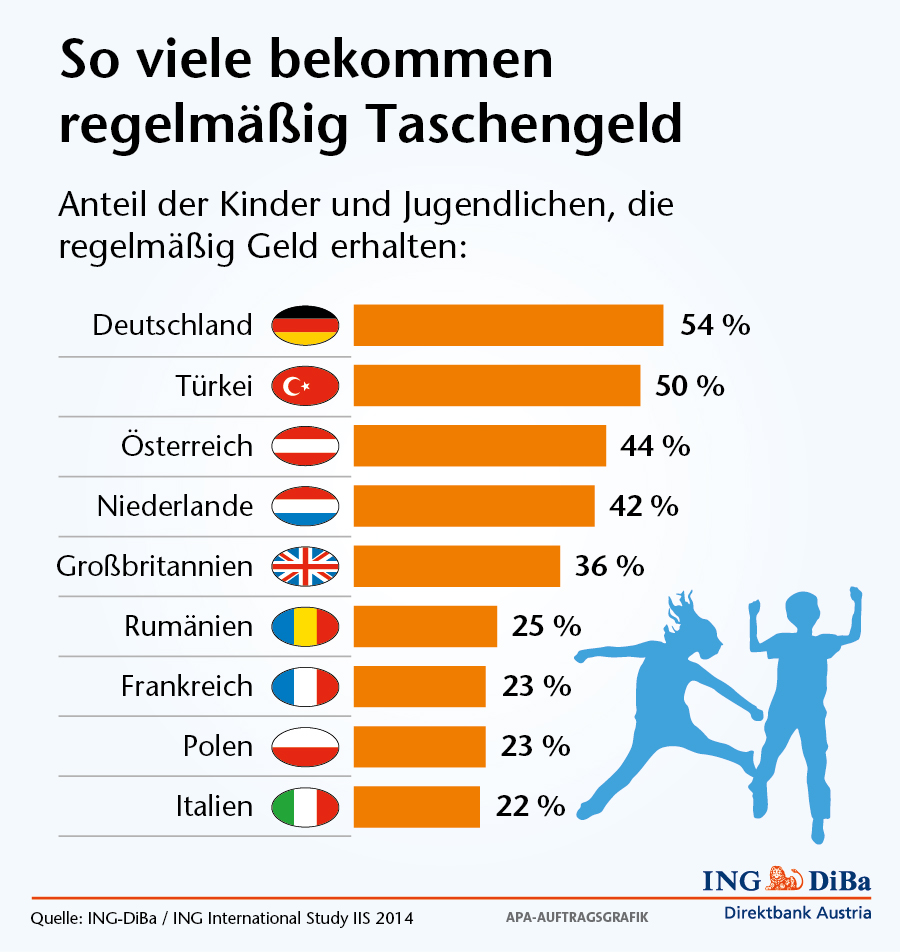 So viele bekommen
regelmäßig Taschengeld
Anteil der Kinder und Jugendlichen, die
regelmäßig Geld erhalten:
Deutschland 54 %
Türkei 50 %
Österreich 44 %
Niederlande 42 %
Großbritannien 36 %
Rumänien 25 %
Frankreich 23 %
Polen 23 %
Italien 22 %
ING DiBa
Direktbank Austria
Quelle: ING-DiBa / ING International Study IIS 2014
APA-AUFTRAGSGRAFIK